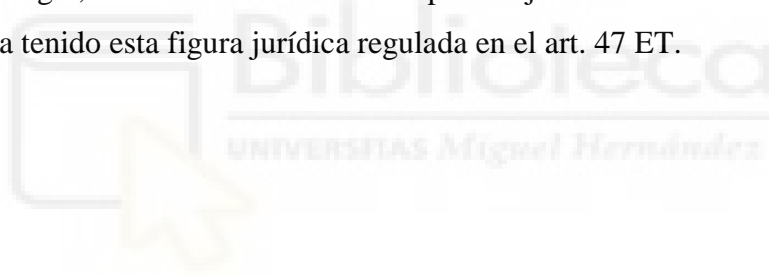 a tenido esta figura jurídica regulada en el art. 47 ET.
Biblioteca
UNIVERSITAS Miguel Hernández